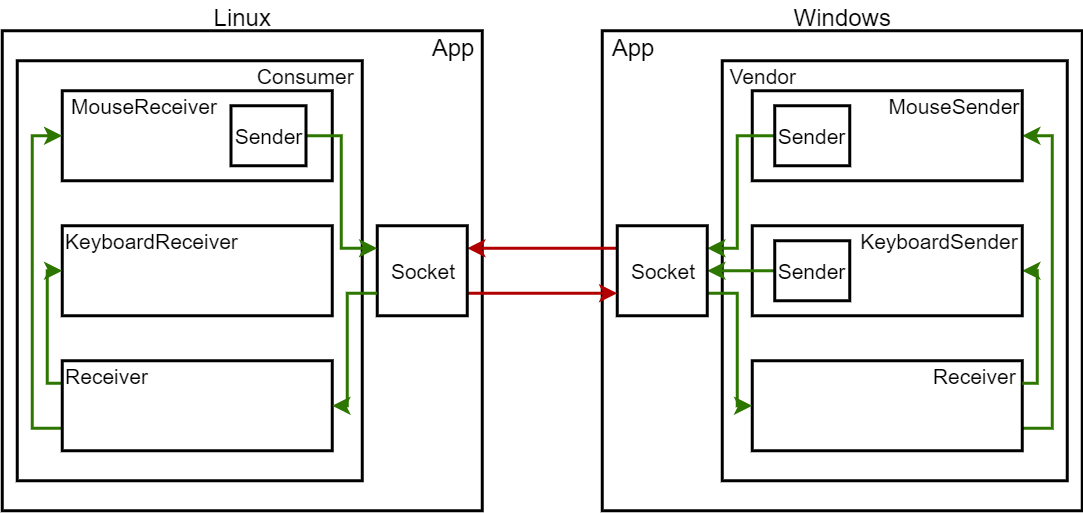 Linux
App
Consumer
MouseReceiver
Sender
KeyboardReceiver
Socket
Receiver
Windows
App
Vendor
MouseSender
Sender
KeyboardSender
Sender
Socket
Receiver